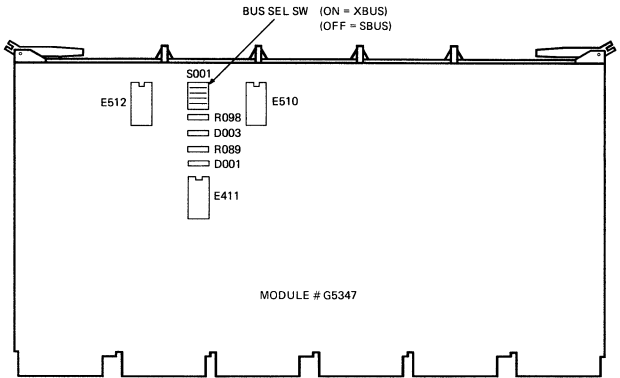 BUS SEL SW (ON = XBUS)
(OFF = SBUS)
S001
E512
E510
R098
D003
R089
D001
E411
MODULE # G5347